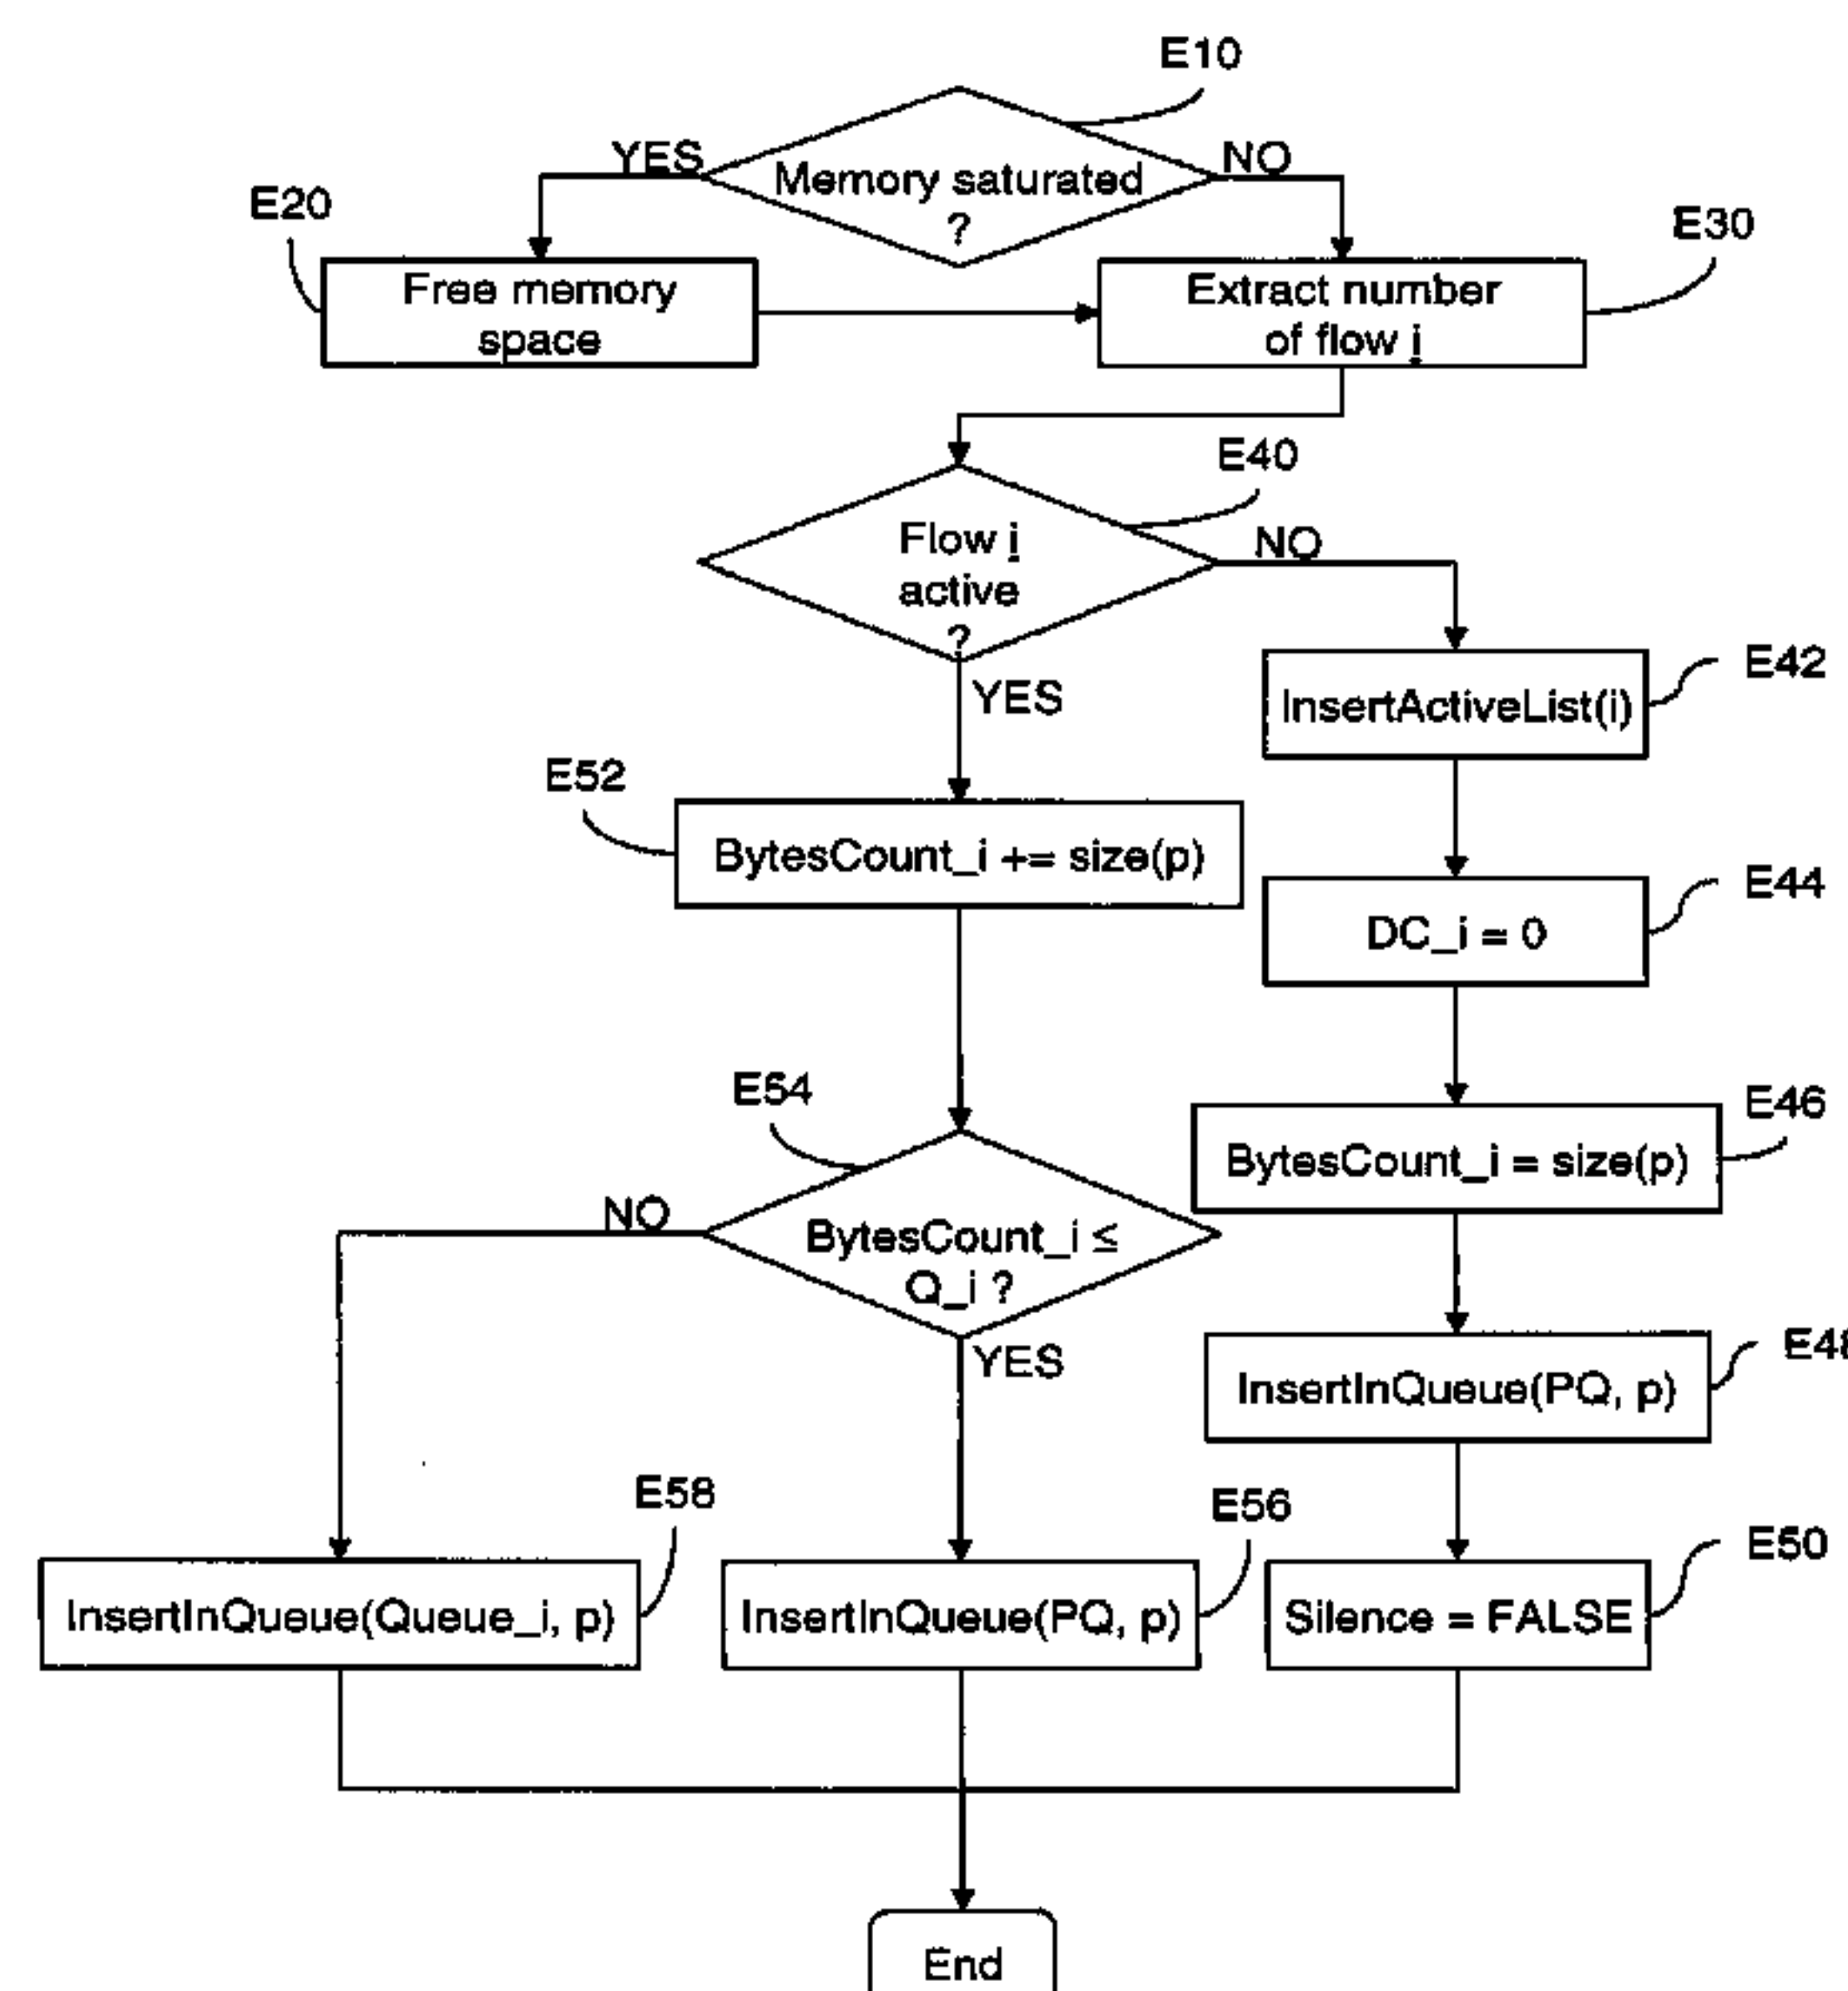 E10
YES
NO
Memory saturated
?
E20
E30
Free memory
space
Extract number
of flow i
E40
Flow i
active
?
NO
YES
E42
InsertActiveList(i)
E52
BytesCount_i += size(p)
E44
DC_i = 0
E54
E46
BytesCount_i = size(p)
NO
BytesCount_i ≤
Q_i ?
YES
E48
InsertInQueue(PQ, p)
E58
E56
E50
InsertInQueue(Queue_i, p)
InsertInQueue(PQ, p)
Silence = FALSE
End